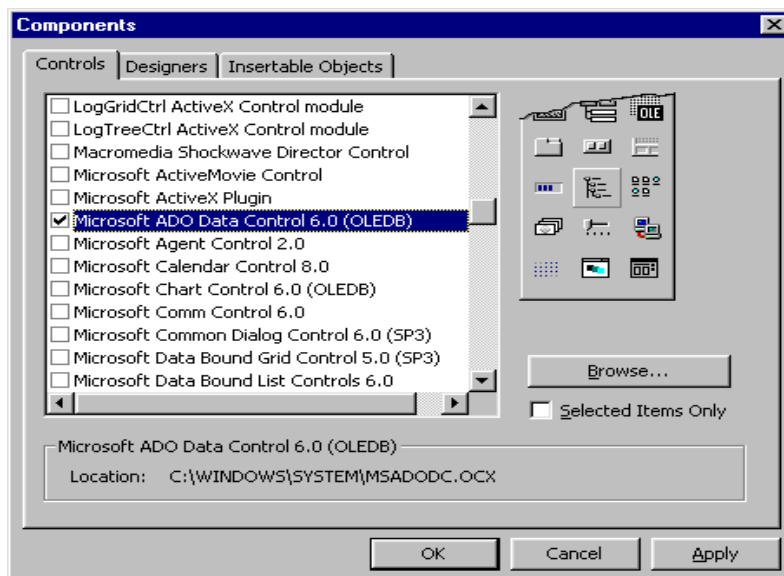 Components
Controls
Designers
Insertable Objects
LogGridCtrl ActiveX Control module
LogTreeCtrl ActiveX Control module
Macromedia Shockwave Director Control
Microsoft ActiveMovie Control
Microsoft ActiveX Plugin
Microsoft ADO Data Control 6.0 (OLEDB)
Microsoft Agent Control 2.0
Microsoft Calendar Control 8.0
Microsoft Chart Control 6.0 (OLEDB)
Microsoft Comm Control 6.0
Microsoft Common Dialog Control 6.0 (SP3)
Microsoft Data Bound Grid Control 5.0 (SP3)
Microsoft Data Bound List Controls 6.0
OLE
Browse...
Selected Items Only
Microsoft ADO Data Control 6.0 (OLEDB)
Location: C:\WINDOWS\SYSTEM\MSADODC.OCX
OK
Cancel
Apply